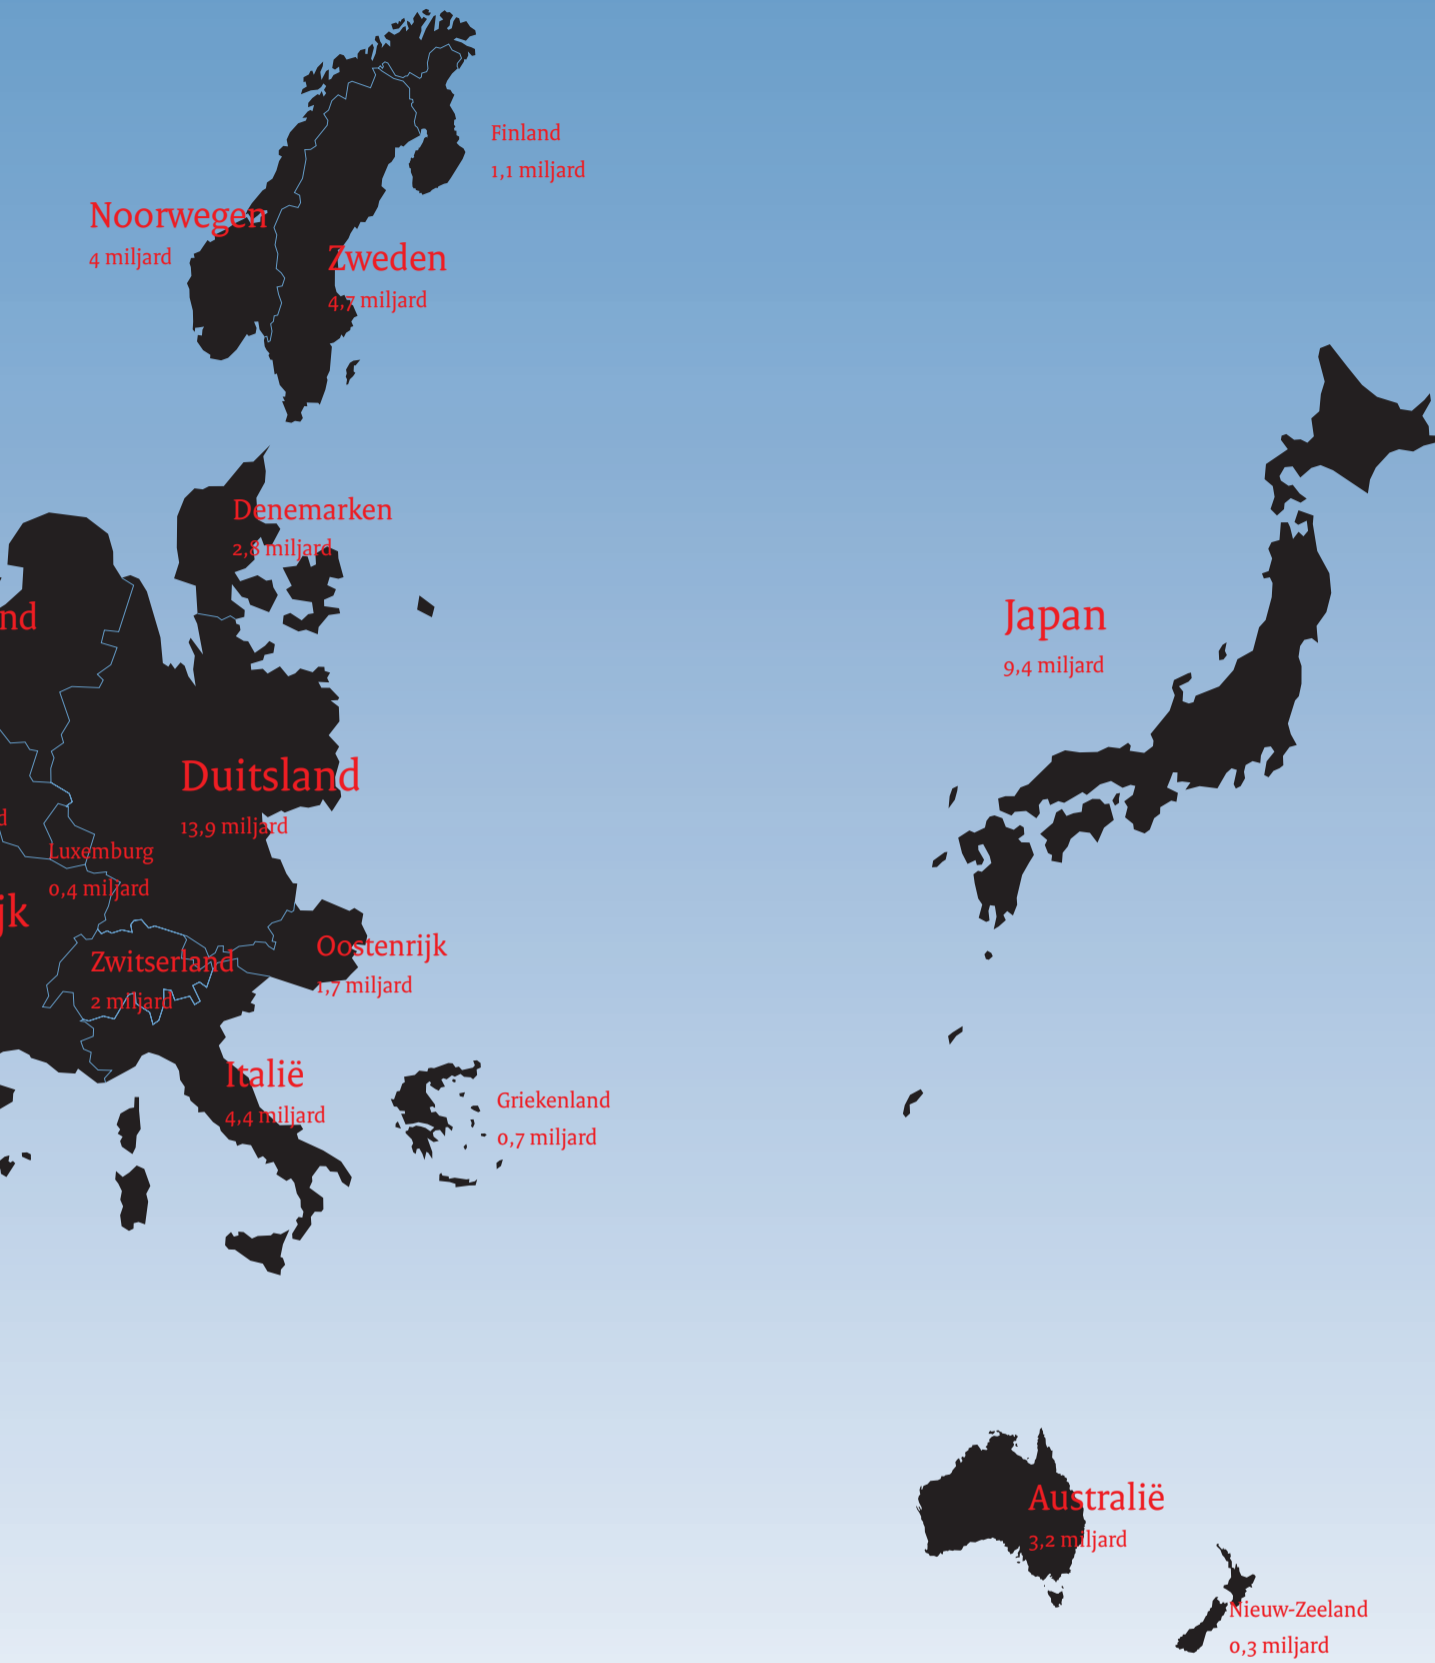 Finland
1,1 miljard
Noorwegen
4 miljard
Zweden
4,7 miljard
Denemarken
2,8 miljard
nd
Japan
9,4 miljard
Duitsland
13,9 miljard
d
Luxemburg
0,4 miljard
jk
Zwitserland
2 miljard
Oostenrijk
1,7 miljard
Italië
4,4 miljard
Griekenland
0,7 miljard
Australië
3,2 miljard
Nieuw-Zeeland
0,3 miljard